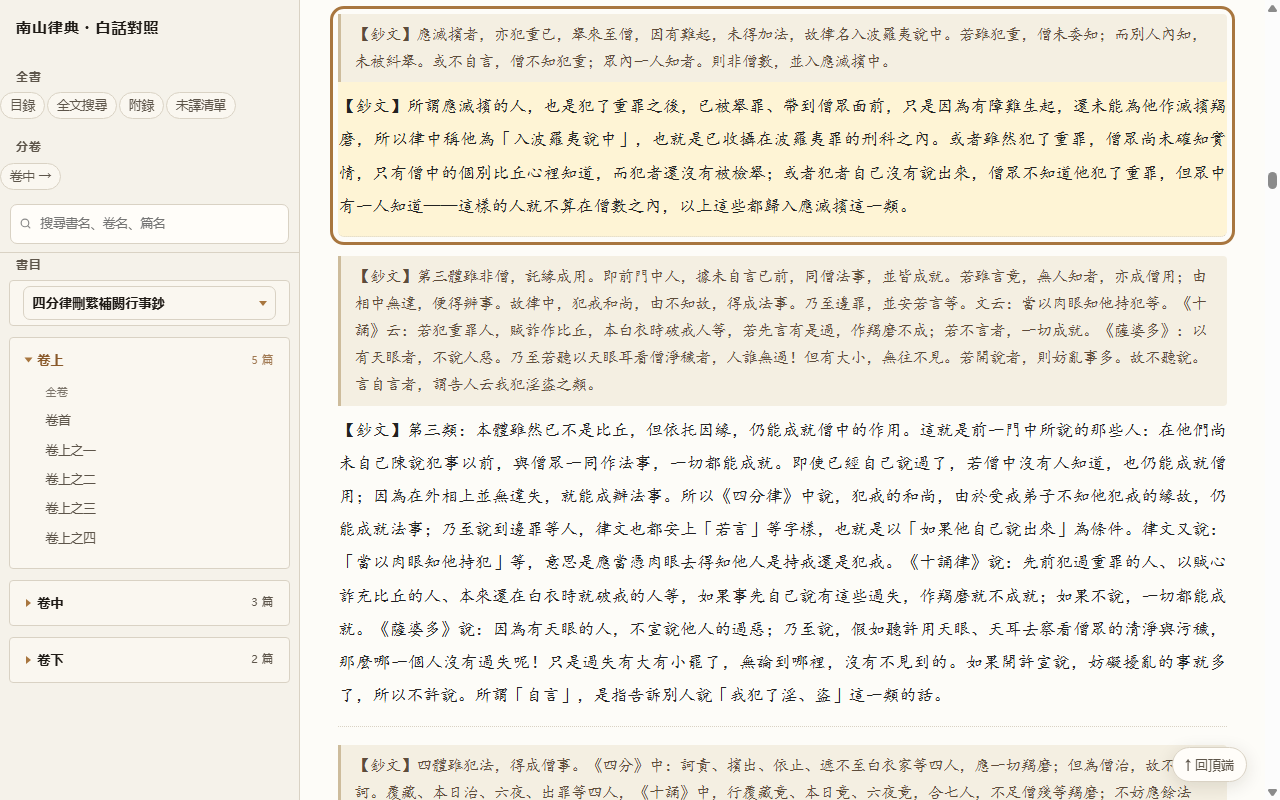 南山律典・白話對照
全書
目錄 全文搜尋 附錄 未譯清單
分卷
卷中 →
搜尋書名、卷名、篇名
書目
四分律刪繁補闕行事鈔
卷上 5 篇
全卷
卷首
卷上之一
卷上之二
卷上之三
卷上之四
卷中 3 篇
卷下 2 篇
【鈔文】應滅擯者，亦犯重已，舉來至僧，因有難起，未得加法，故律名入波羅夷說中。若雖犯重，僧未委知；而別人內知，
未被糾舉。或不自言，僧不知犯重；眾內一人知者。則非僧數，並入應滅擯中。
【鈔文】所謂應滅擯的人，也是犯了重罪之後，已被舉罪、帶到僧眾面前，只是因為有障難生起，還未能為他作滅擯羯
磨，所以律中稱他為「入波羅夷說中」，也就是已收攝在波羅夷罪的刑科之內。或者雖然犯了重罪，僧眾尚未確知實
情，只有僧中的個別比丘心裡知道，而犯者還沒有被檢舉；或者犯者自己沒有說出來，僧眾不知道他犯了重罪，但眾中
有一人知道——這樣的人就不算在僧數之內，以上這些都歸入應滅擯這一類。
【鈔文】第三體雖非僧，託緣成用。即前門中人，據未自言已前，同僧法事，並皆成就。若雖言竟，無人知者，亦成僧用；由
相中無違，便得辦事。故律中，犯戒和尚，由不知故，得成法事。乃至邊罪，並安若言等。文云：當以肉眼知他持犯等。《十
誦》云：若犯重罪人，賊詐作比丘，本白衣時破戒人等，若先言有是過，作羯磨不成；若不言者，一切成就。《薩婆多》：以
有天眼者，不說人惡。乃至若聽以天眼耳看僧淨穢者，人誰無過！但有大小，無往不見。若開說者，則妨亂事多。故不聽說。
言自言者，謂告人云我犯淫盜之類。
【鈔文】第三類：本體雖然已不是比丘，但依托因緣，仍能成就僧中的作用。這就是前一門中所說的那些人：在他們尚
未自己陳說犯事以前，與僧眾一同作法事，一切都能成就。即使已經自己說過了，若僧中沒有人知道，也仍能成就僧
用；因為在外相上並無違失，就能成辦法事。所以《四分律》中說，犯戒的和尚，由於受戒弟子不知他犯戒的緣故，仍
能成就法事；乃至說到邊罪等人，律文也都安上「若言」等字樣，也就是以「如果他自己說出來」為條件。律文又說：
「當以肉眼知他持犯」等，意思是應當憑肉眼去得知他人是持戒還是犯戒。《十誦律》說：先前犯過重罪的人、以賊心
詐充比丘的人、本來還在白衣時就破戒的人等，如果事先自己說有這些過失，作羯磨就不成就；如果不說，一切都能成
就。《薩婆多》說：因為有天眼的人，不宣說他人的過惡；乃至說，假如聽許用天眼、天耳去察看僧眾的清淨與污穢，
那麼哪一個人沒有過失呢！只是過失有大有小罷了，無論到哪裡，沒有不見到的。如果開許宣說，妨礙擾亂的事就多
了，所以不許說。所謂「自言」，是指告訴別人說「我犯了淫、盜」這一類的話。
【鈔文】四體雖犯法，得成僧事。《四分》中：訶責、擯出、依止、遮不至白衣家等四人，應一切羯磨；但為僧治，故不
訶。覆藏、本日治、六夜、出罪等四人，《十誦》中，行覆藏竟、本日竟、六夜竟，合七人，不足僧殘等羯磨；不妨應餘法
↑回頂端